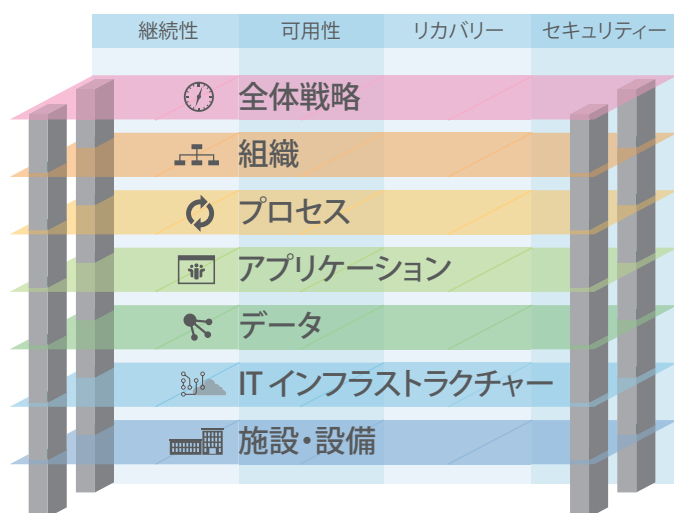 継続性 可用性 リカバリー セキュリティー
全体戦略
組織
プロセス
アプリケーション
データ
IT インフラストラクチャー
施設・設備